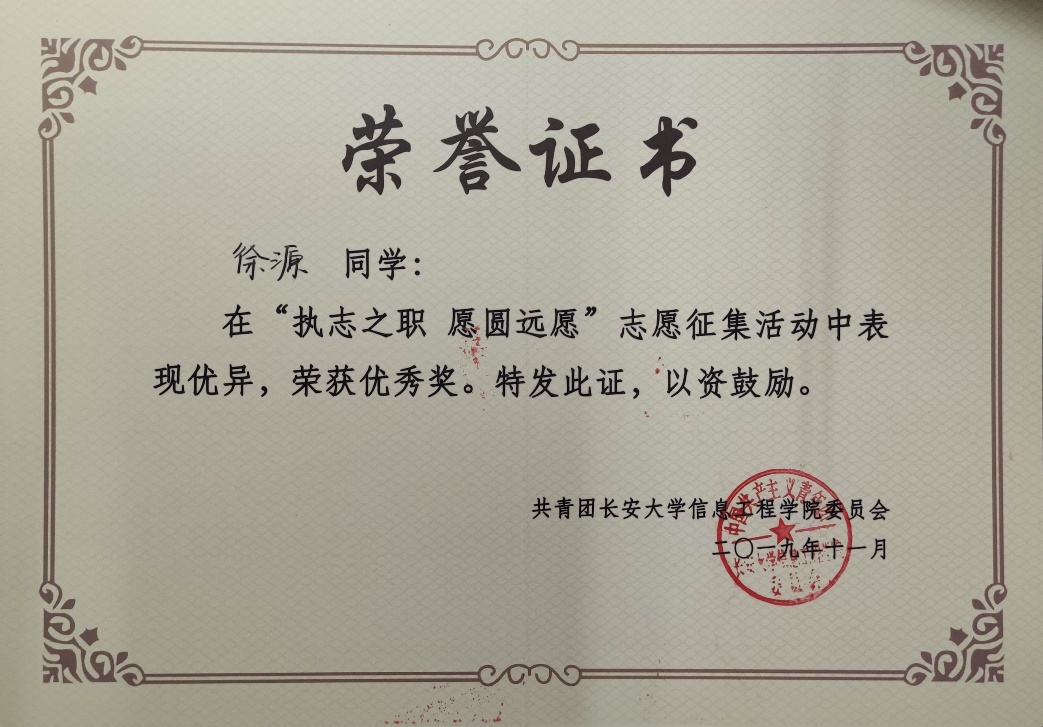 荣誉证书
徐源 同学：
在“执志之职 愿圆远愿”志愿征集活动中表
现优异，荣获优秀奖。特发此证，以资鼓励。
共青团长安大学信息工程学院委员会
二〇一九年十一月
中国共产主义青年团